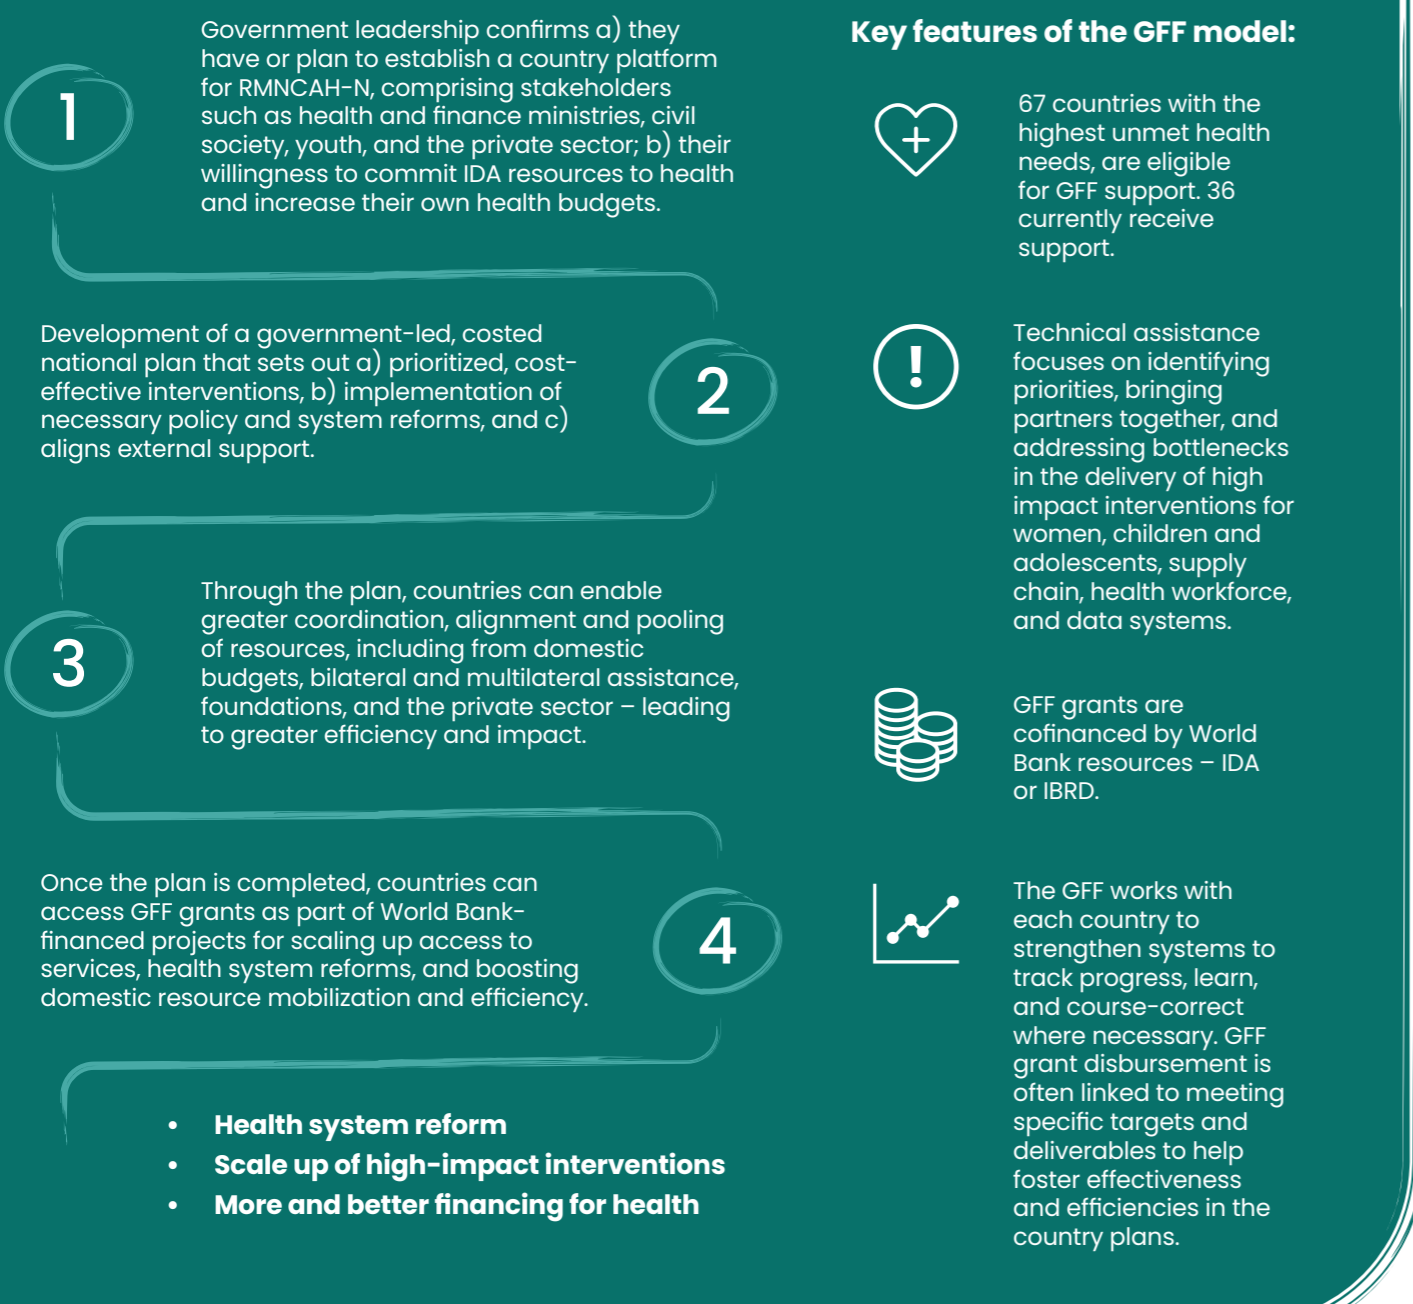 1
Government leadership confirms a) they
have or plan to establish a country platform
for RMNCAH-N, comprising stakeholders
such as health and finance ministries, civil
society, youth, and the private sector; b) their
willingness to commit IDA resources to health
and increase their own health budgets.
2
Development of a government-led, costed
national plan that sets out a) prioritized, cost-
effective interventions, b) implementation of
necessary policy and system reforms, and c)
aligns external support.
3
Through the plan, countries can enable
greater coordination, alignment and pooling
of resources, including from domestic
budgets, bilateral and multilateral assistance,
foundations, and the private sector – leading
to greater efficiency and impact.
4
Once the plan is completed, countries can
access GFF grants as part of World Bank-
financed projects for scaling up access to
services, health system reforms, and boosting
domestic resource mobilization and efficiency.
• Health system reform
• Scale up of high-impact interventions
• More and better financing for health
Key features of the GFF model:
67 countries with the
highest unmet health
needs, are eligible
for GFF support. 36
currently receive
support.
!
Technical assistance
focuses on identifying
priorities, bringing
partners together, and
addressing bottlenecks
in the delivery of high
impact interventions for
women, children and
adolescents, supply
chain, health workforce,
and data systems.
GFF grants are
cofinanced by World
Bank resources – IDA
or IBRD.
The GFF works with
each country to
strengthen systems to
track progress, learn,
and course-correct
where necessary. GFF
grant disbursement is
often linked to meeting
specific targets and
deliverables to help
foster effectiveness
and efficiencies in the
country plans.